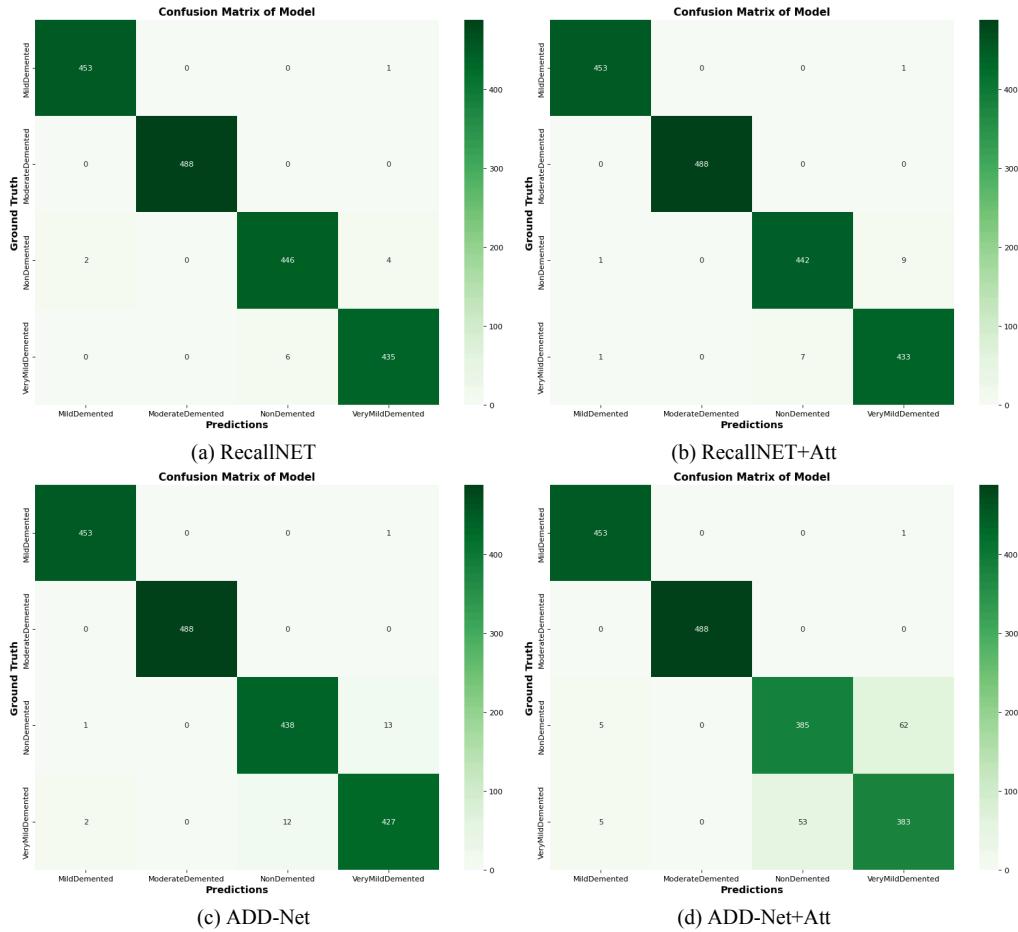 Confusion Matrix of Model
Ground Truth
MildDemented
ModerateDemented
NonDemented
VeryMildDemented
453 0 0 1
0 488 0 0
2 0 446 4
0 0 6 435
MildDemented ModerateDemented NonDemented VeryMildDemented
Predictions
400
300
200
100
0
(a) RecallNET
Confusion Matrix of Model
Ground Truth
MildDemented
ModerateDemented
NonDemented
VeryMildDemented
453 0 0 1
0 488 0 0
1 0 442 9
1 0 7 433
MildDemented ModerateDemented NonDemented VeryMildDemented
Predictions
400
300
200
100
0
(b) RecallNET+Att
Confusion Matrix of Model
Ground Truth
MildDemented
ModerateDemented
NonDemented
VeryMildDemented
453 0 0 1
0 488 0 0
1 0 438 13
2 0 12 427
MildDemented ModerateDemented NonDemented VeryMildDemented
Predictions
400
300
200
100
0
(c) ADD-Net
Confusion Matrix of Model
Ground Truth
MildDemented
ModerateDemented
NonDemented
VeryMildDemented
453 0 0 1
0 488 0 0
5 0 385 62
5 0 53 383
MildDemented ModerateDemented NonDemented VeryMildDemented
Predictions
400
300
200
100
0
(d) ADD-Net+Att